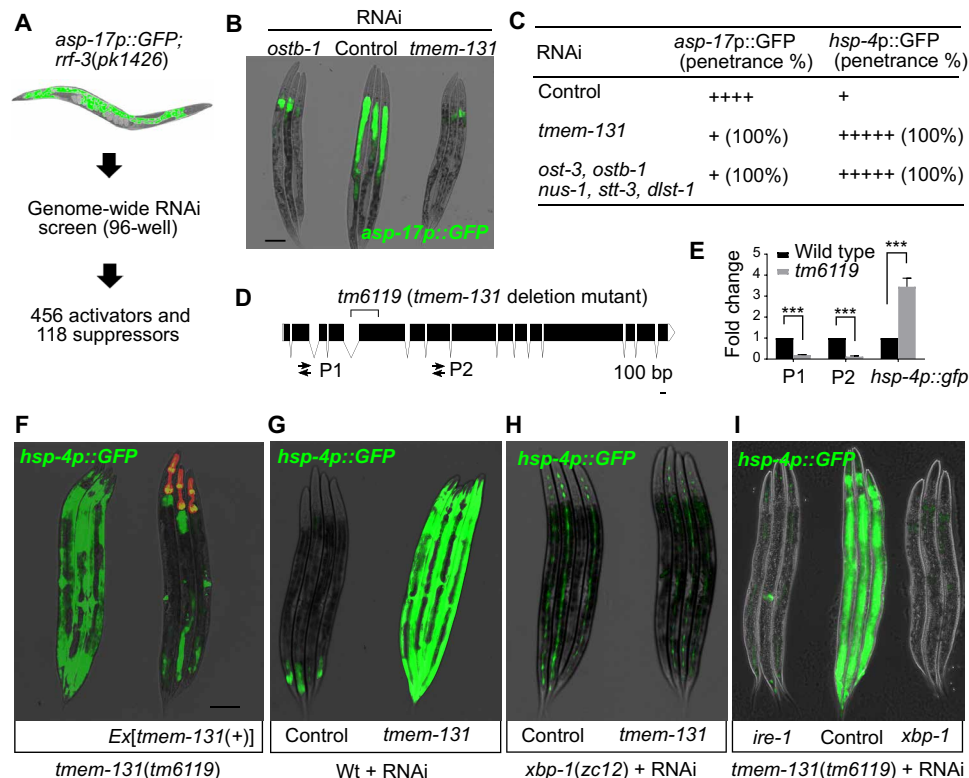 A
asp-17p::GFP;
rrf-3(pk1426)
Genome-wide RNAi
screen (96-well)
456 activators and
118 suppressors
B
RNAi
ostb-1 Control tmem-131
asp-17p::GFP
C
RNAi
asp-17p::GFP
(penetrance %)
hsp-4p::GFP
(penetrance %)
Control ++++ +
tmem-131 + (100%) +++++ (100%)
ost-3, ostb-1
nus-1, stt-3, dlst-1 + (100%) +++++ (100%)
D
tm6119 (tmem-131 deletion mutant)
P1
P2
100 bp
E
Fold change
5
4
3
2
1
0
Wild type
tm6119
***
***
***
P1 P2 hsp-4p::gfp
F
hsp-4p::GFP
Ex[tmem-131(+)]
tmem-131(tm6119)
G
hsp-4p::GFP
Control tmem-131
Wt + RNAi
H
hsp-4p::GFP
Control tmem-131
xbp-1(zc12) + RNAi
I
hsp-4p::GFP
ire-1 Control xbp-1
tmem-131(tm6119) + RNAi